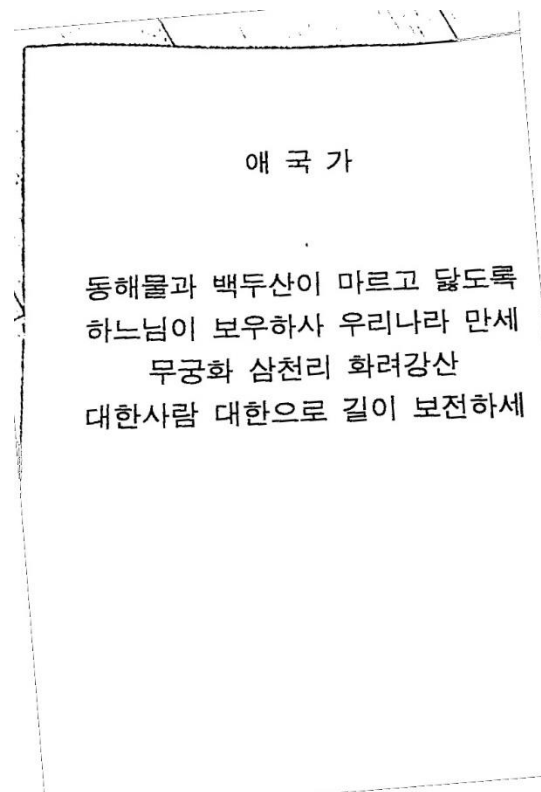 애 국 가
동해물과 백두산이 마르고 닳도록
하느님이 보우하사 우리나라 만세
무궁화 삼천리 화려강산
대한사람 대한으로 길이 보전하세